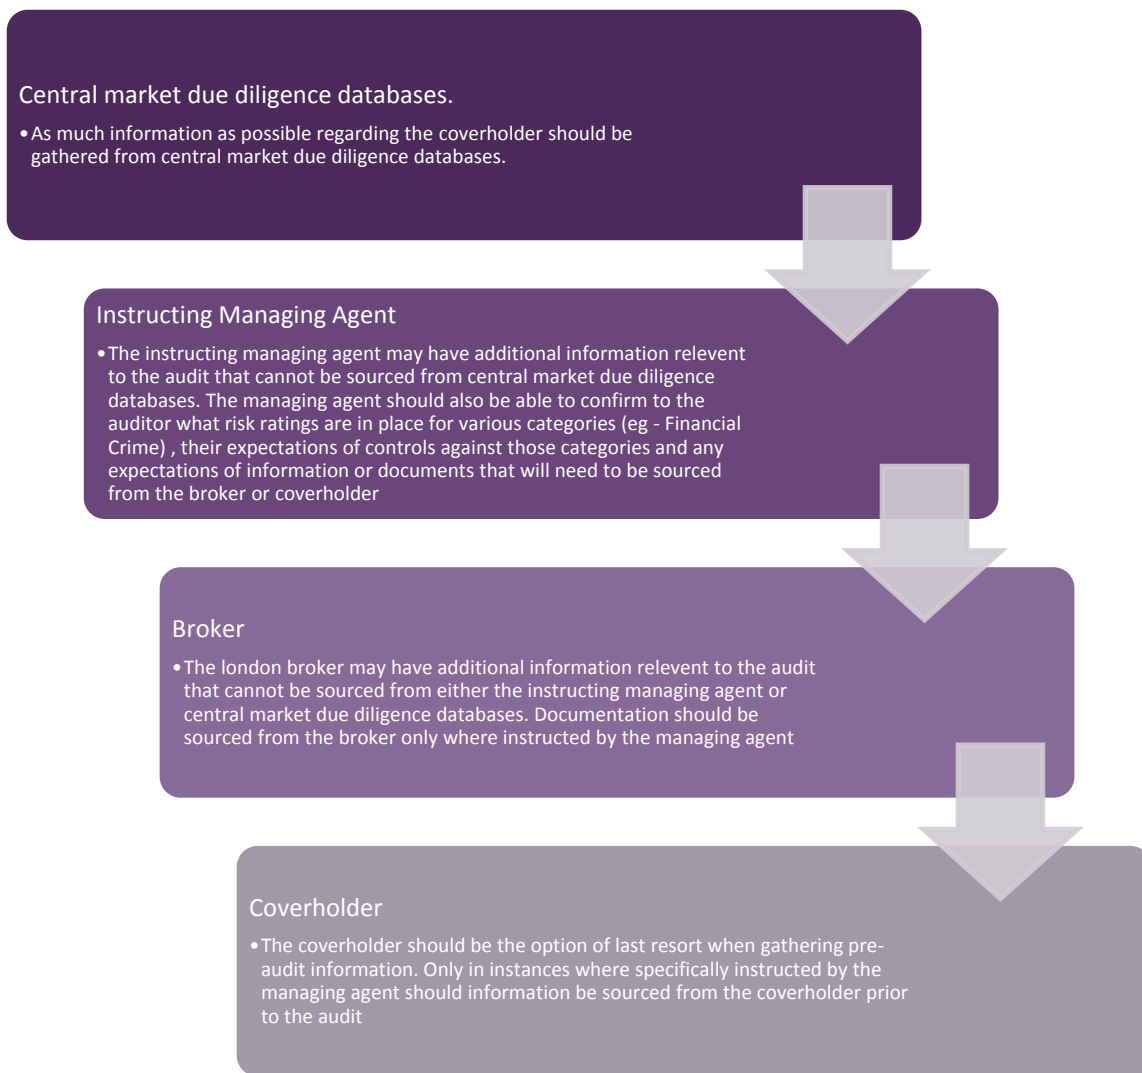 Central market due diligence databases.
•As much information as possible regarding the coverholder should be
gathered from central market due diligence databases.
Instructing Managing Agent
•The instructing managing agent may have additional information relevent
to the audit that cannot be sourced from central market due diligence
databases. The managing agent should also be able to confirm to the
auditor what risk ratings are in place for various categories (eg - Financial
Crime) , their expectations of controls against those categories and any
expectations of information or documents that will need to be sourced
from the broker or coverholder
Broker
•The london broker may have additional information relevent to the audit
that cannot be sourced from either the instructing managing agent or
central market due diligence databases. Documentation should be
sourced from the broker only where instructed by the managing agent
Coverholder
•The coverholder should be the option of last resort when gathering pre-
audit information. Only in instances where specifically instructed by the
managing agent should information be sourced from the coverholder prior
to the audit